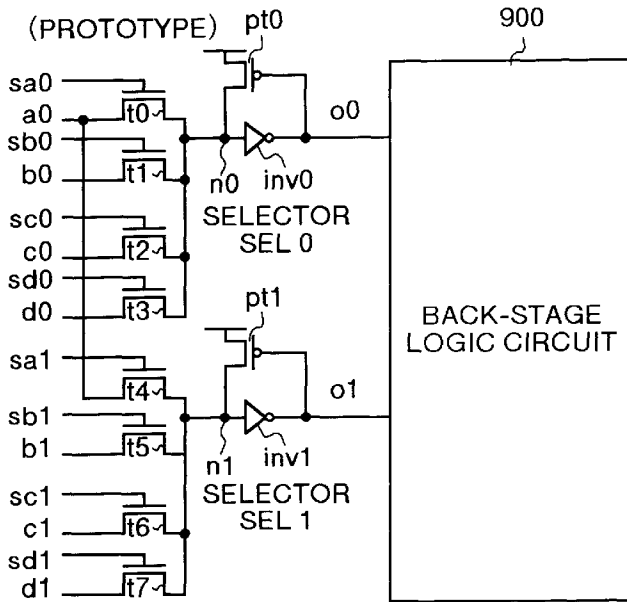 (PROTOTYPE)
pt0
900
sa0
a0
t0
o0
sb0
b0
t1
n0
inv0
sc0
c0
t2
SELECTOR
SEL 0
sd0
d0
t3
pt1
BACK-STAGE
LOGIC CIRCUIT
sa1
t4
o1
sb1
b1
t5
n1
inv1
sc1
c1
t6
SELECTOR
SEL 1
sd1
d1
t7